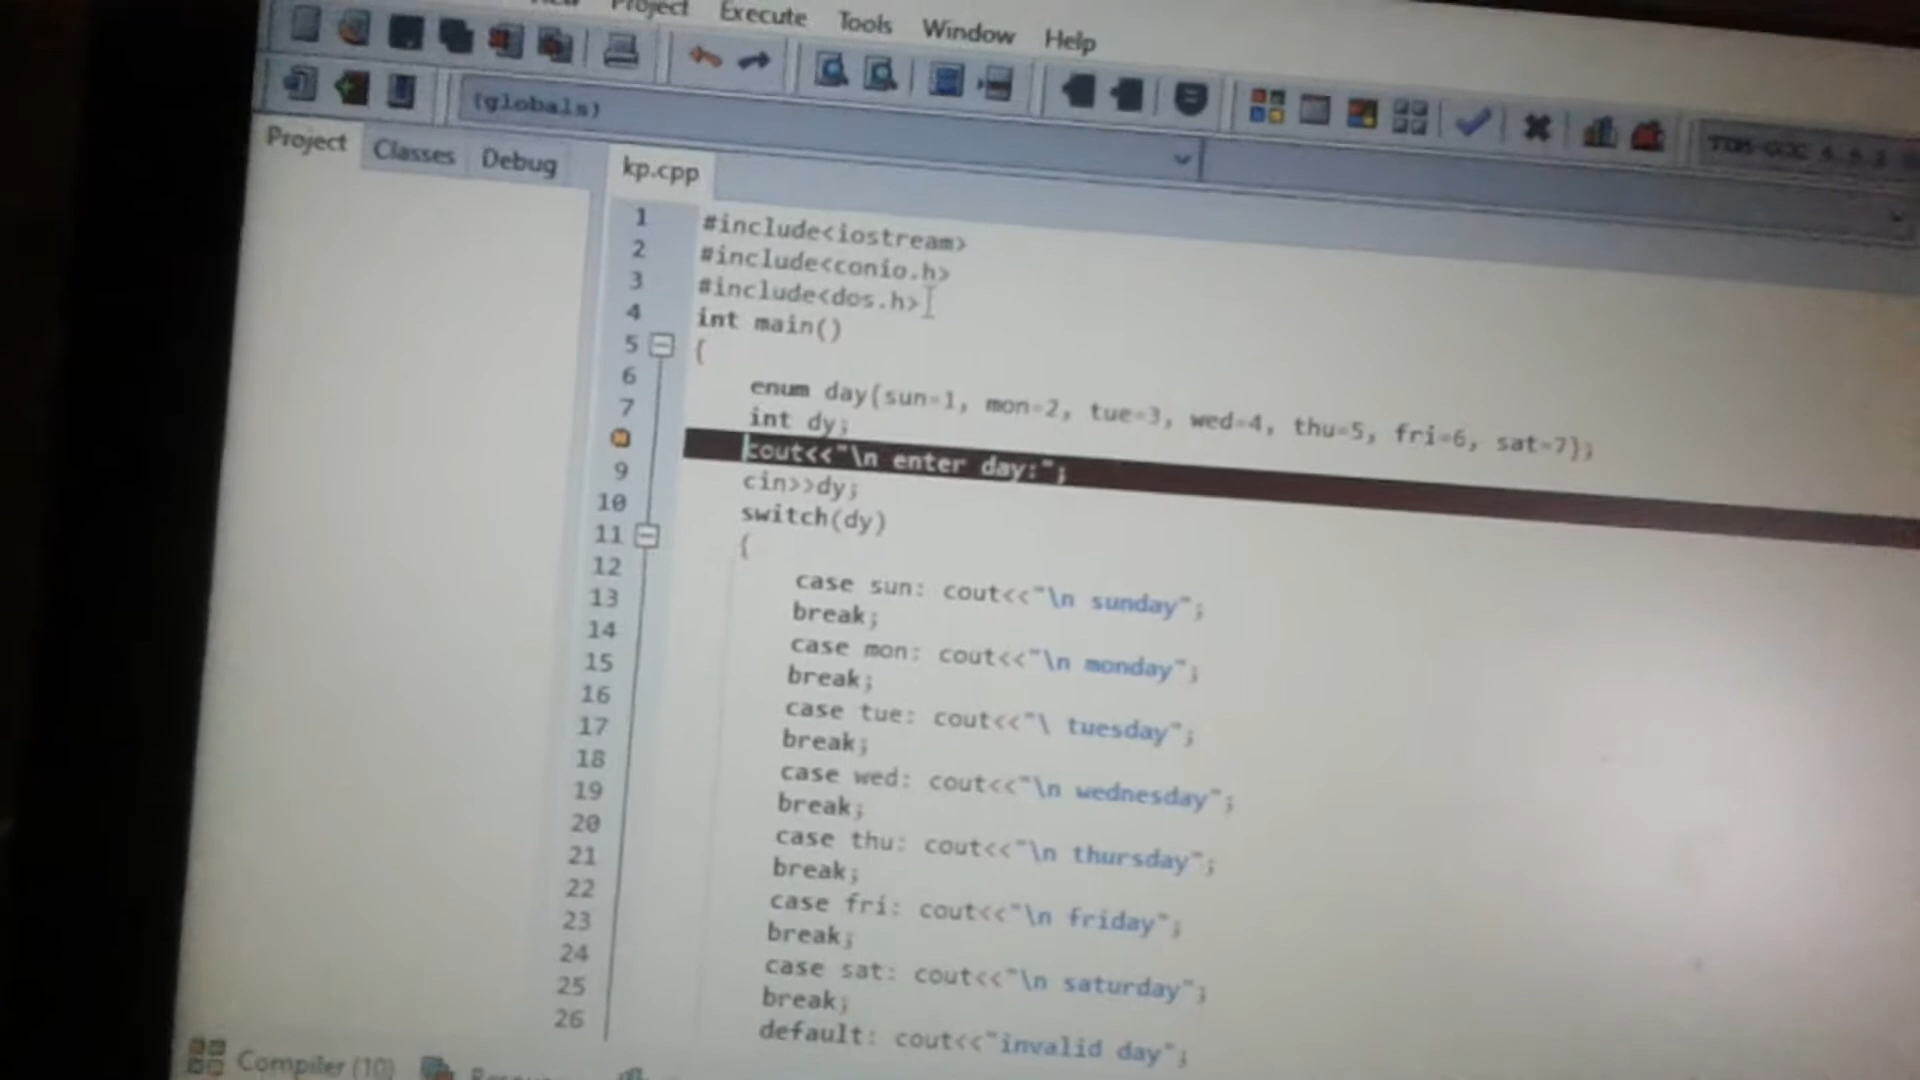 Project Execute Tools Window Help
(globals)
Project Classes Debug
kp.cpp
1 #include<iostream>
2 #include<conio.h>
3 #include<dos.h>
4 int main()
5 {
6 enum day{sun=1, mon=2, tue=3, wed=4, thu=5, fri=6, sat=7};
7 int dy;
cout<<"\n enter day:";
9 cin>>dy;
10 switch(dy)
11 {
12 case sun: cout<<"\n sunday";
13 break;
14 case mon: cout<<"\n monday";
15 break;
16 case tue: cout<<"\ tuesday";
17 break;
18 case wed: cout<<"\n wednesday";
19 break;
20 case thu: cout<<"\n thursday";
21 break;
22 case fri: cout<<"\n friday";
23 break;
24 case sat: cout<<"\n saturday";
25 break;
26 default: cout<<"invalid day";
Compiler (10)